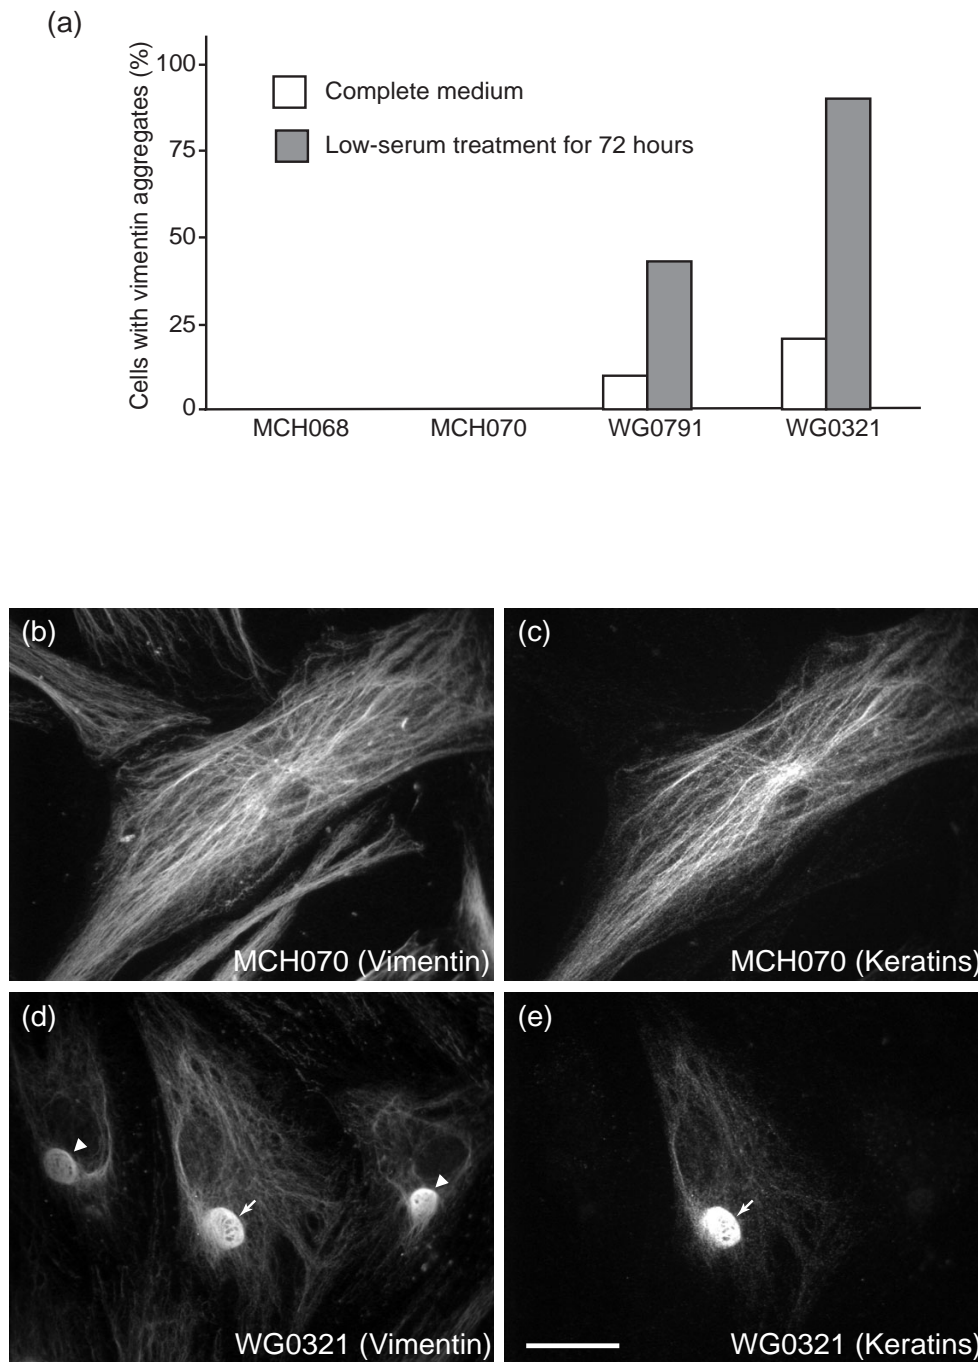 (a)
Cells with vimentin aggregates (%)
100
75
50
25
0
Complete medium
Low-serum treatment for 72 hours
MCH068 MCH070 WG0791 WG0321
(b)
MCH070 (Vimentin)
(c)
MCH070 (Keratins)
(d)
WG0321 (Vimentin)
(e)
WG0321 (Keratins)